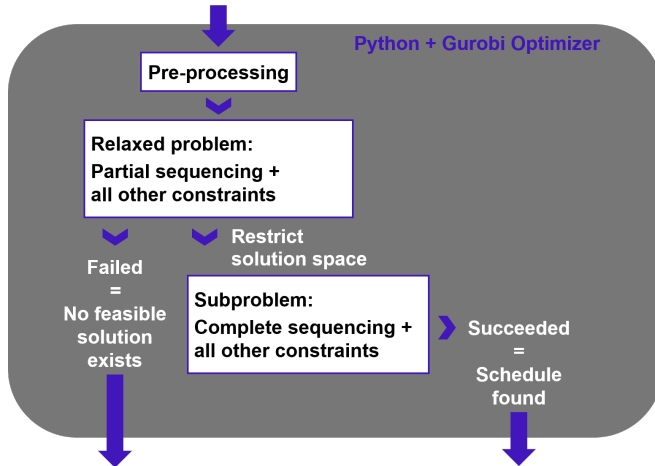 Python + Gurobi Optimizer
Pre-processing
Relaxed problem:
Partial sequencing +
all other constraints
Restrict
solution space
Failed
=
No feasible
solution
exists
Subproblem:
Complete sequencing +
all other constraints
Succeeded
=
Schedule
found